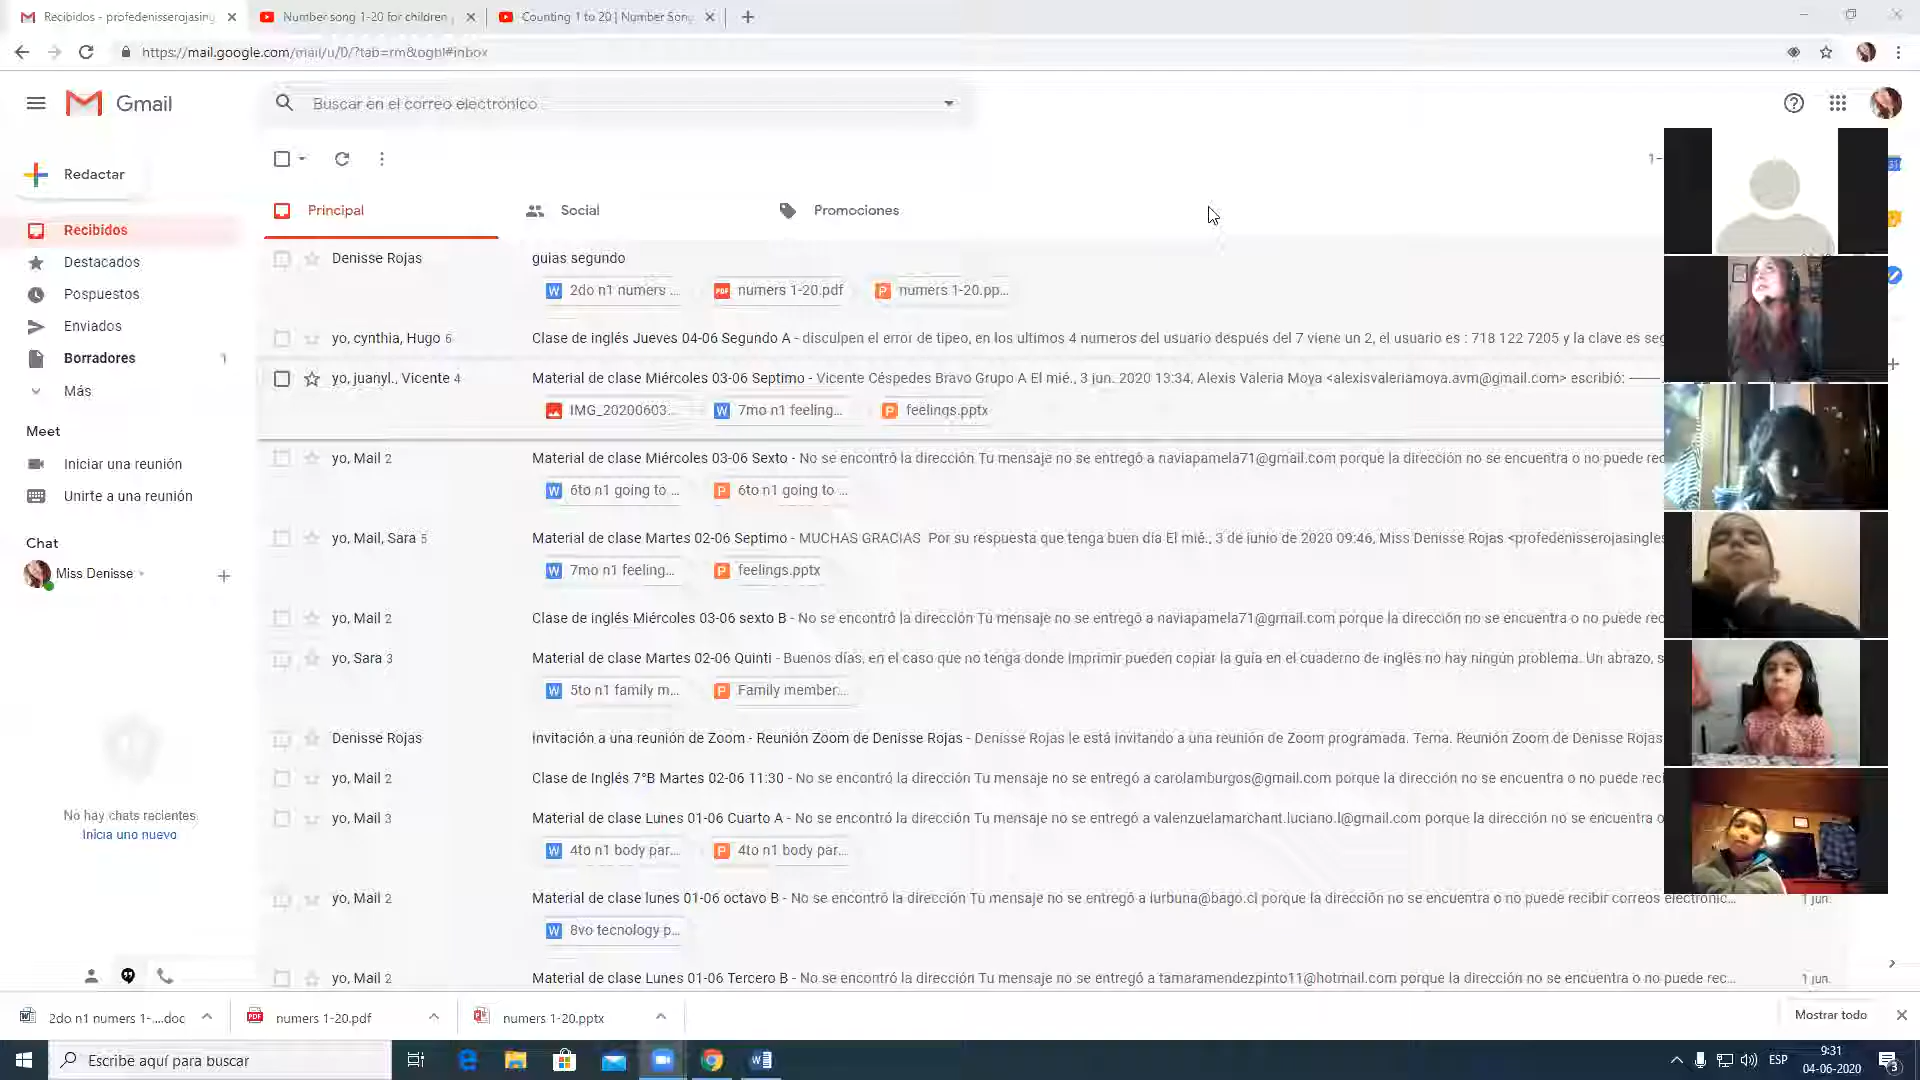 Recibidos - profedenisserojasing
Number song 1-20 for children
Counting 1 to 20 | Number Song
https://mail.google.com/mail/u/0/?tab=rm&ogbl#inbox
Gmail
Buscar en el correo electrónico
Redactar
1-
Principal
Social
Promociones
Recibidos
Destacados
Pospuestos
Enviados
Borradores 1
Más
Meet
Iniciar una reunión
Unirte a una reunión
Chat
Miss Denisse
No hay chats recientes.
Inicia uno nuevo
Denisse Rojas guias segundo
2do n1 numers ... numers 1-20.pdf numers 1-20.pp...
yo, cynthia, Hugo 6 Clase de inglés Jueves 04-06 Segundo A - disculpen el error de tipeo, en los ultimos 4 numeros del usuario después del 7 viene un 2, el usuario es : 718 122 7205 y la clave es seg
yo, juanyl., Vicente 4 Material de clase Miércoles 03-06 Septimo - Vicente Céspedes Bravo Grupo A El mié., 3 jun. 2020 13:34, Alexis Valeria Moya <alexisvaleriamoya.avm@gmail.com> escribió:
IMG_20200603... 7mo n1 feeling... feelings.pptx
yo, Mail 2 Material de clase Miércoles 03-06 Sexto - No se encontró la dirección Tu mensaje no se entregó a naviapamela71@gmail.com porque la dirección no se encuentra o no puede rec
6to n1 going to ... 6to n1 going to ...
yo, Mail, Sara 5 Material de clase Martes 02-06 Septimo - MUCHAS GRACIAS Por su respuesta que tenga buen día El mié., 3 de junio de 2020 09:46, Miss Denisse Rojas <profedenisserojasingles
7mo n1 feeling... feelings.pptx
yo, Mail 2 Clase de inglés Miércoles 03-06 sexto B - No se encontró la dirección Tu mensaje no se entregó a naviapamela71@gmail.com porque la dirección no se encuentra o no puede rec
yo, Sara 3 Material de clase Martes 02-06 Quinti - Buenos días, en el caso que no tenga donde imprimir pueden copiar la guía en el cuaderno de inglés no hay ningún problema. Un abrazo, s
5to n1 family m... Family member...
Denisse Rojas Invitación a una reunión de Zoom - Reunión Zoom de Denisse Rojas - Denisse Rojas le está invitando a una reunión de Zoom programada. Tema. Reunión Zoom de Denisse Rojas
yo, Mail 2 Clase de Inglés 7°B Martes 02-06 11:30 - No se encontró la dirección Tu mensaje no se entregó a carolamburgos@gmail.com porque la dirección no se encuentra o no puede reci
yo, Mail 3 Material de clase Lunes 01-06 Cuarto A - No se encontró la dirección Tu mensaje no se entregó a valenzuelamarchant.luciano.l@gmail.com porque la dirección no se encuentra o
4to n1 body par... 4to n1 body par...
yo, Mail 2 Material de clase lunes 01-06 octavo B - No se encontró la dirección Tu mensaje no se entregó a lurbuna@bago.cl porque la dirección no se encuentra o no puede recibir correos electrónic... 1 jun.
8vo tecnology p...
yo, Mail 2 Material de clase Lunes 01-06 Tercero B - No se encontró la dirección Tu mensaje no se entregó a tamaramendezpinto11@hotmail.com porque la dirección no se encuentra o no puede rec... 1 jun.
2do n1 numers 1-....doc
numers 1-20.pdf
numers 1-20.pptx
Mostrar todo
Escribe aquí para buscar
ESP
9:31
04-06-2020
3